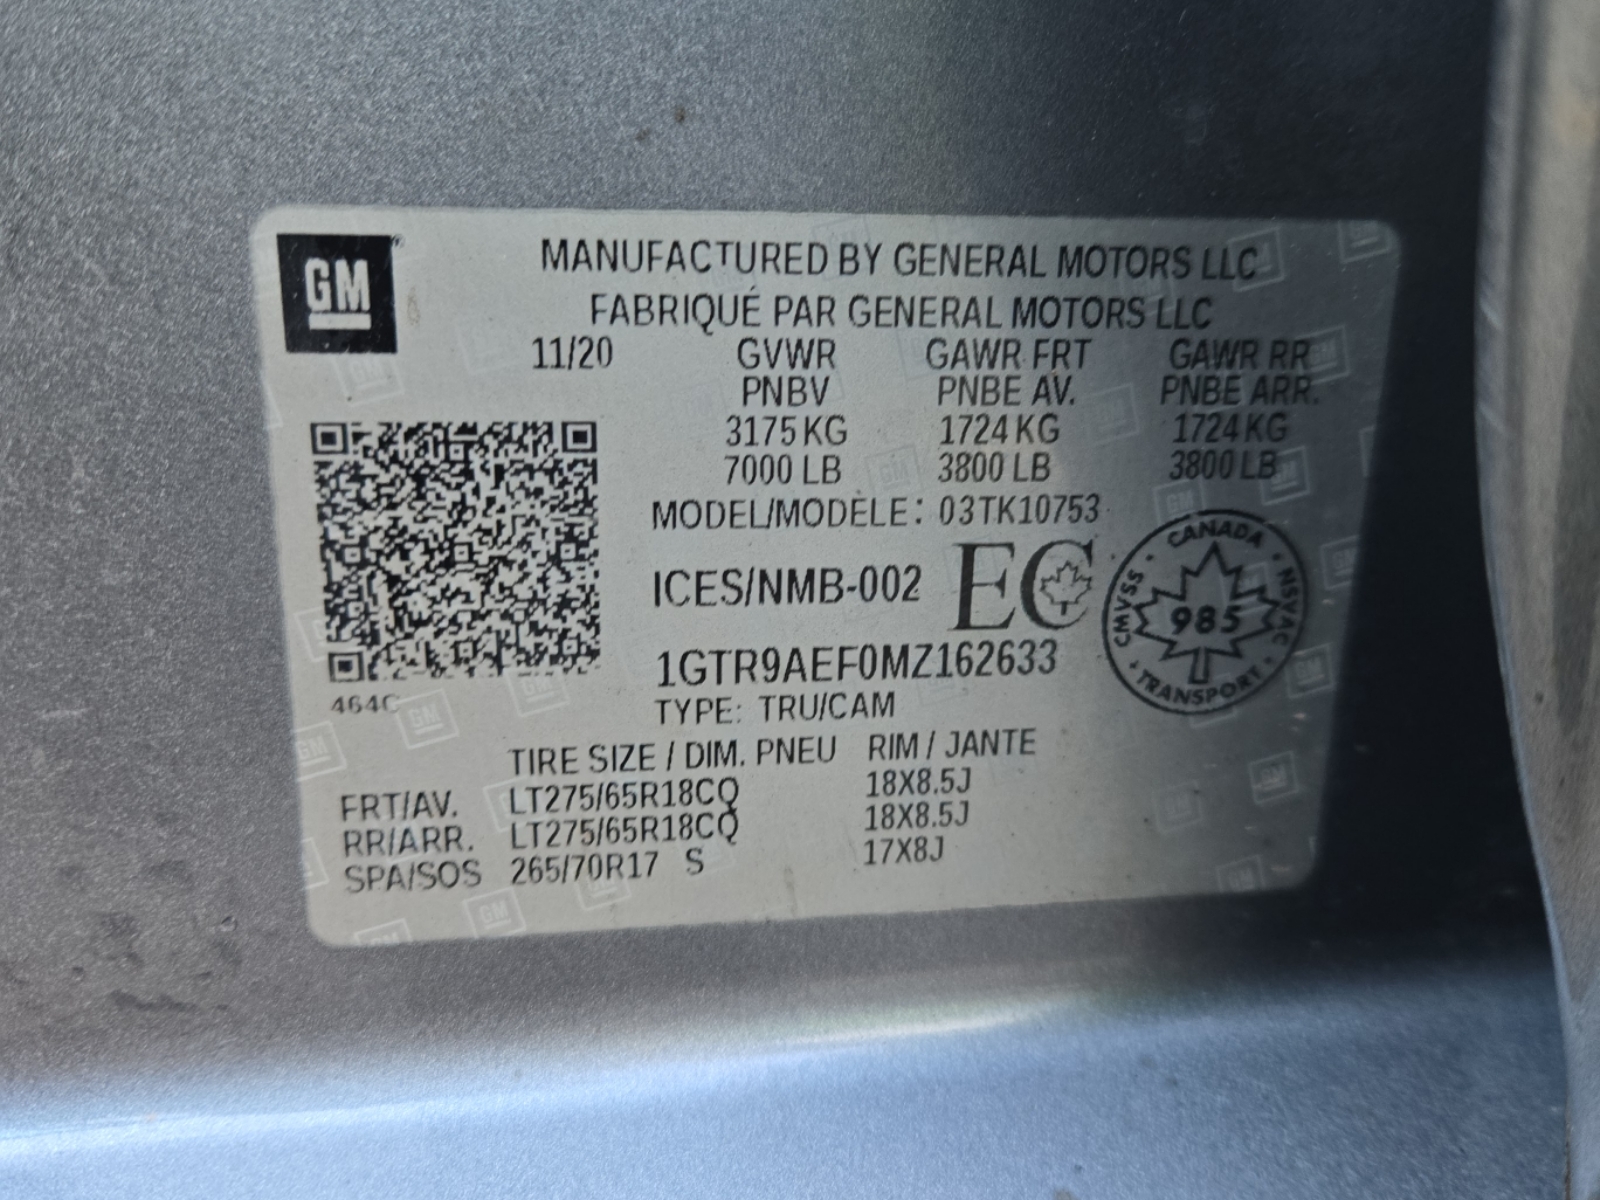 GM
MANUFACTURED BY GENERAL MOTORS LLC
FABRIQUÉ PAR GENERAL MOTORS LLC
11/20 GVWR GAWR FRT GAWR RR
PNBV PNBE AV. PNBE ARR.
3175 KG 1724 KG 1724 KG
7000 LB 3800 LB 3800 LB
MODEL/MODÈLE: 03TK10753
ICES/NMB-002 EC
CANADA
CMVSS 985 NSVAC
TRANSPORT
1GTR9AEF0MZ162633
464C
TYPE: TRU/CAM
TIRE SIZE / DIM. PNEU RIM / JANTE
FRT/AV. LT275/65R18CQ 18X8.5J
RR/ARR. LT275/65R18CQ 18X8.5J
SPA/SOS 265/70R17 S 17X8J